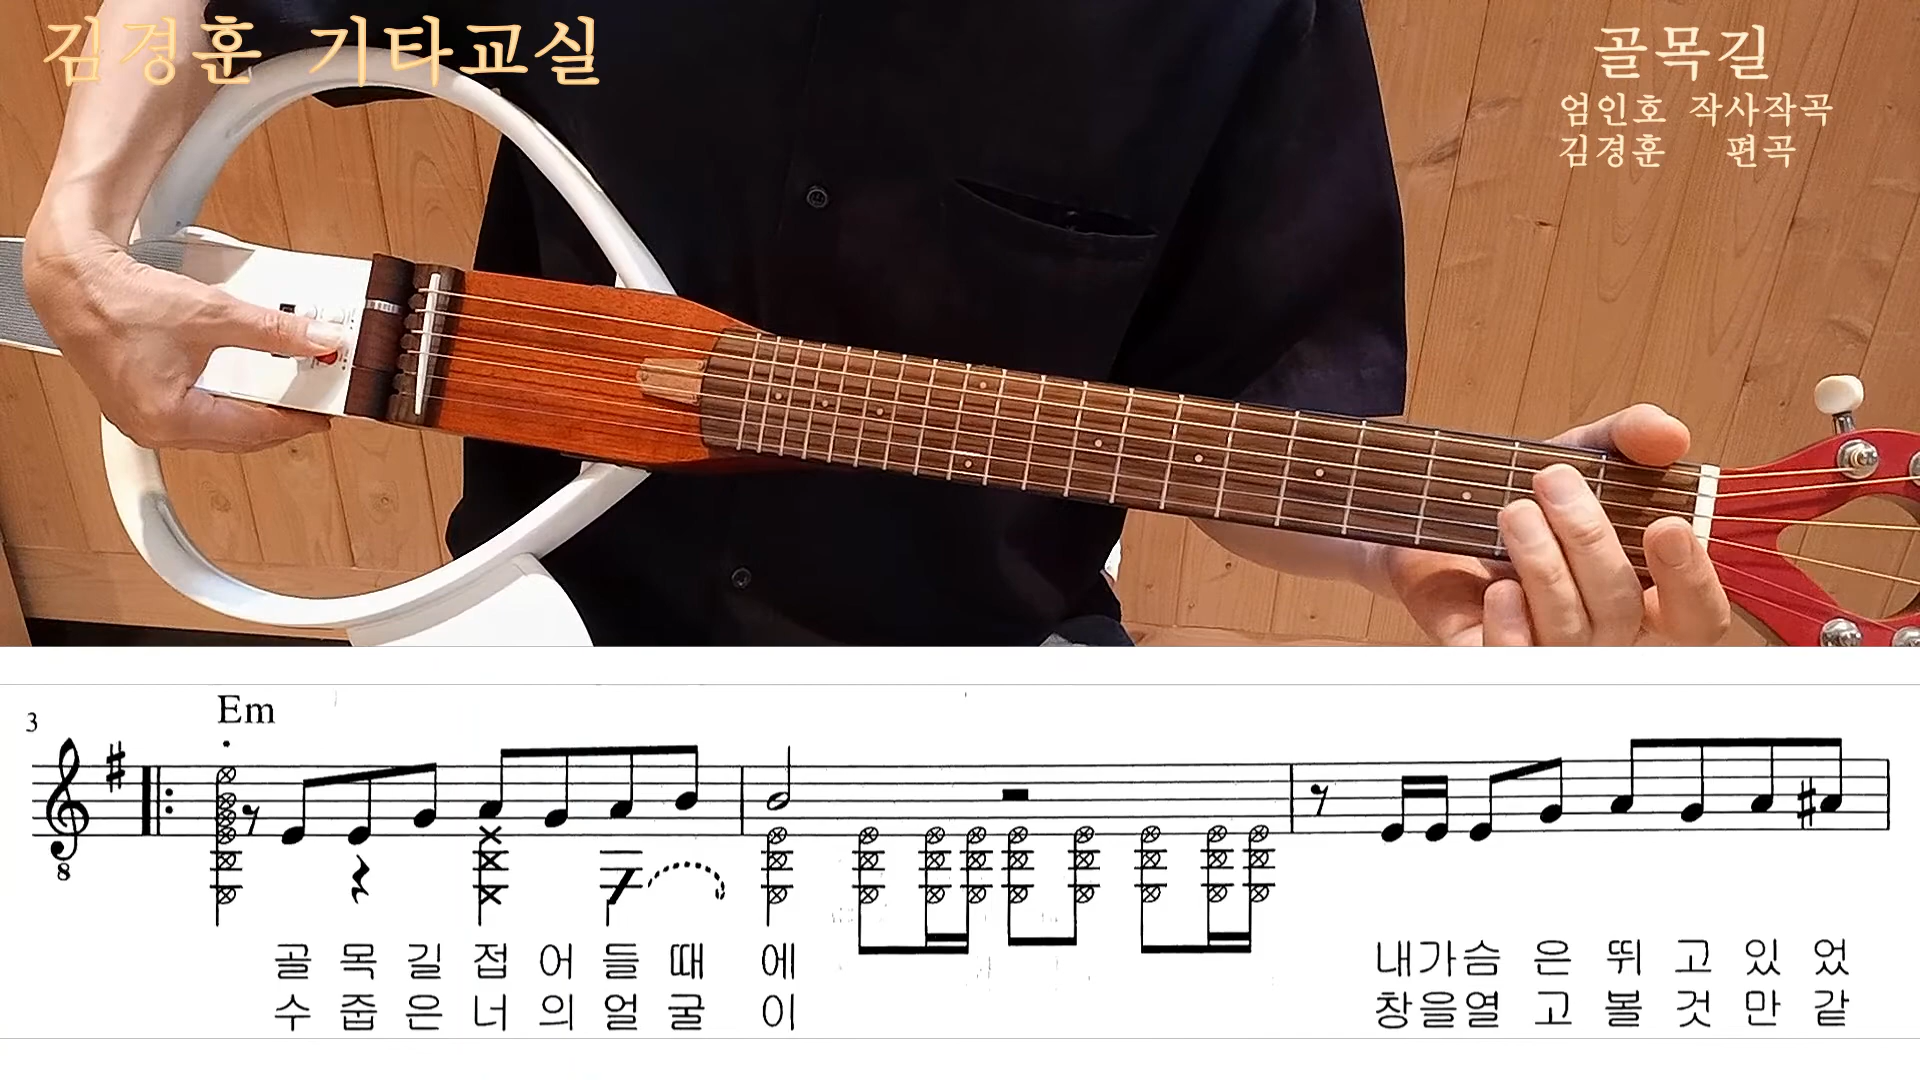 김경훈 기타교실
골목길
엄인호 작사작곡
김경훈 편곡
3
Em
8
골 목 길 접 어 들 때 에 내가슴 은 뛰 고 있 었
수 줍 은 너 의 얼 굴 이 창을열 고 볼 것 만 같